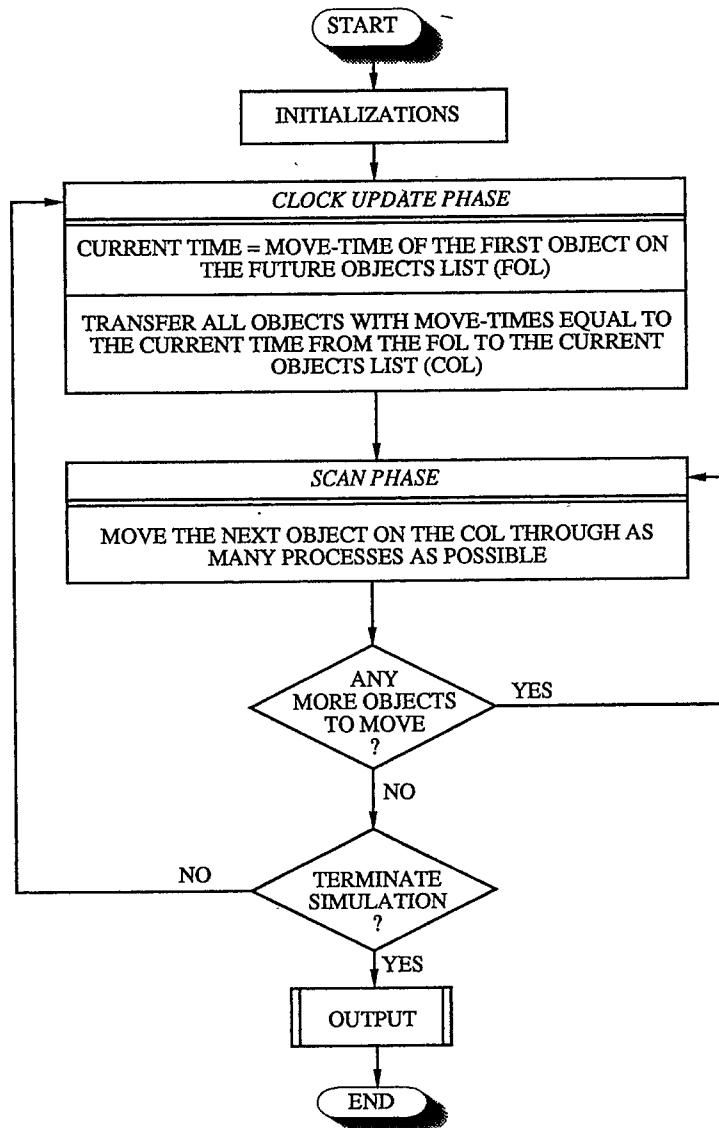 START
INITIALIZATIONS
CLOCK UPDATE PHASE
CURRENT TIME = MOVE-TIME OF THE FIRST OBJECT ON
THE FUTURE OBJECTS LIST (FOL)
TRANSFER ALL OBJECTS WITH MOVE-TIMES EQUAL TO
THE CURRENT TIME FROM THE FOL TO THE CURRENT
OBJECTS LIST (COL)
SCAN PHASE
MOVE THE NEXT OBJECT ON THE COL THROUGH AS
MANY PROCESSES AS POSSIBLE
ANY
MORE OBJECTS
TO MOVE
?
YES
NO
NO
TERMINATE
SIMULATION
?
YES
OUTPUT
END